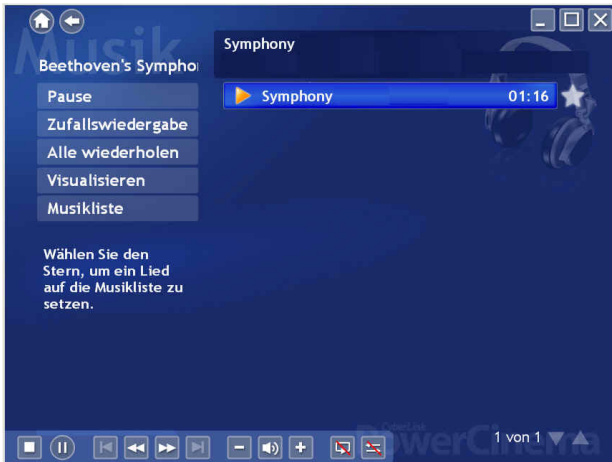 Musik
Symphony
Beethoven's Sympho
Pause
Zufallswiedergabe
Alle wiederholen
Visualisieren
Musikliste
Symphony 01:16
Wählen Sie den
Stern, um ein Lied
auf die Musikliste zu
setzen.
CyberLink
PowerCinema
1 von 1